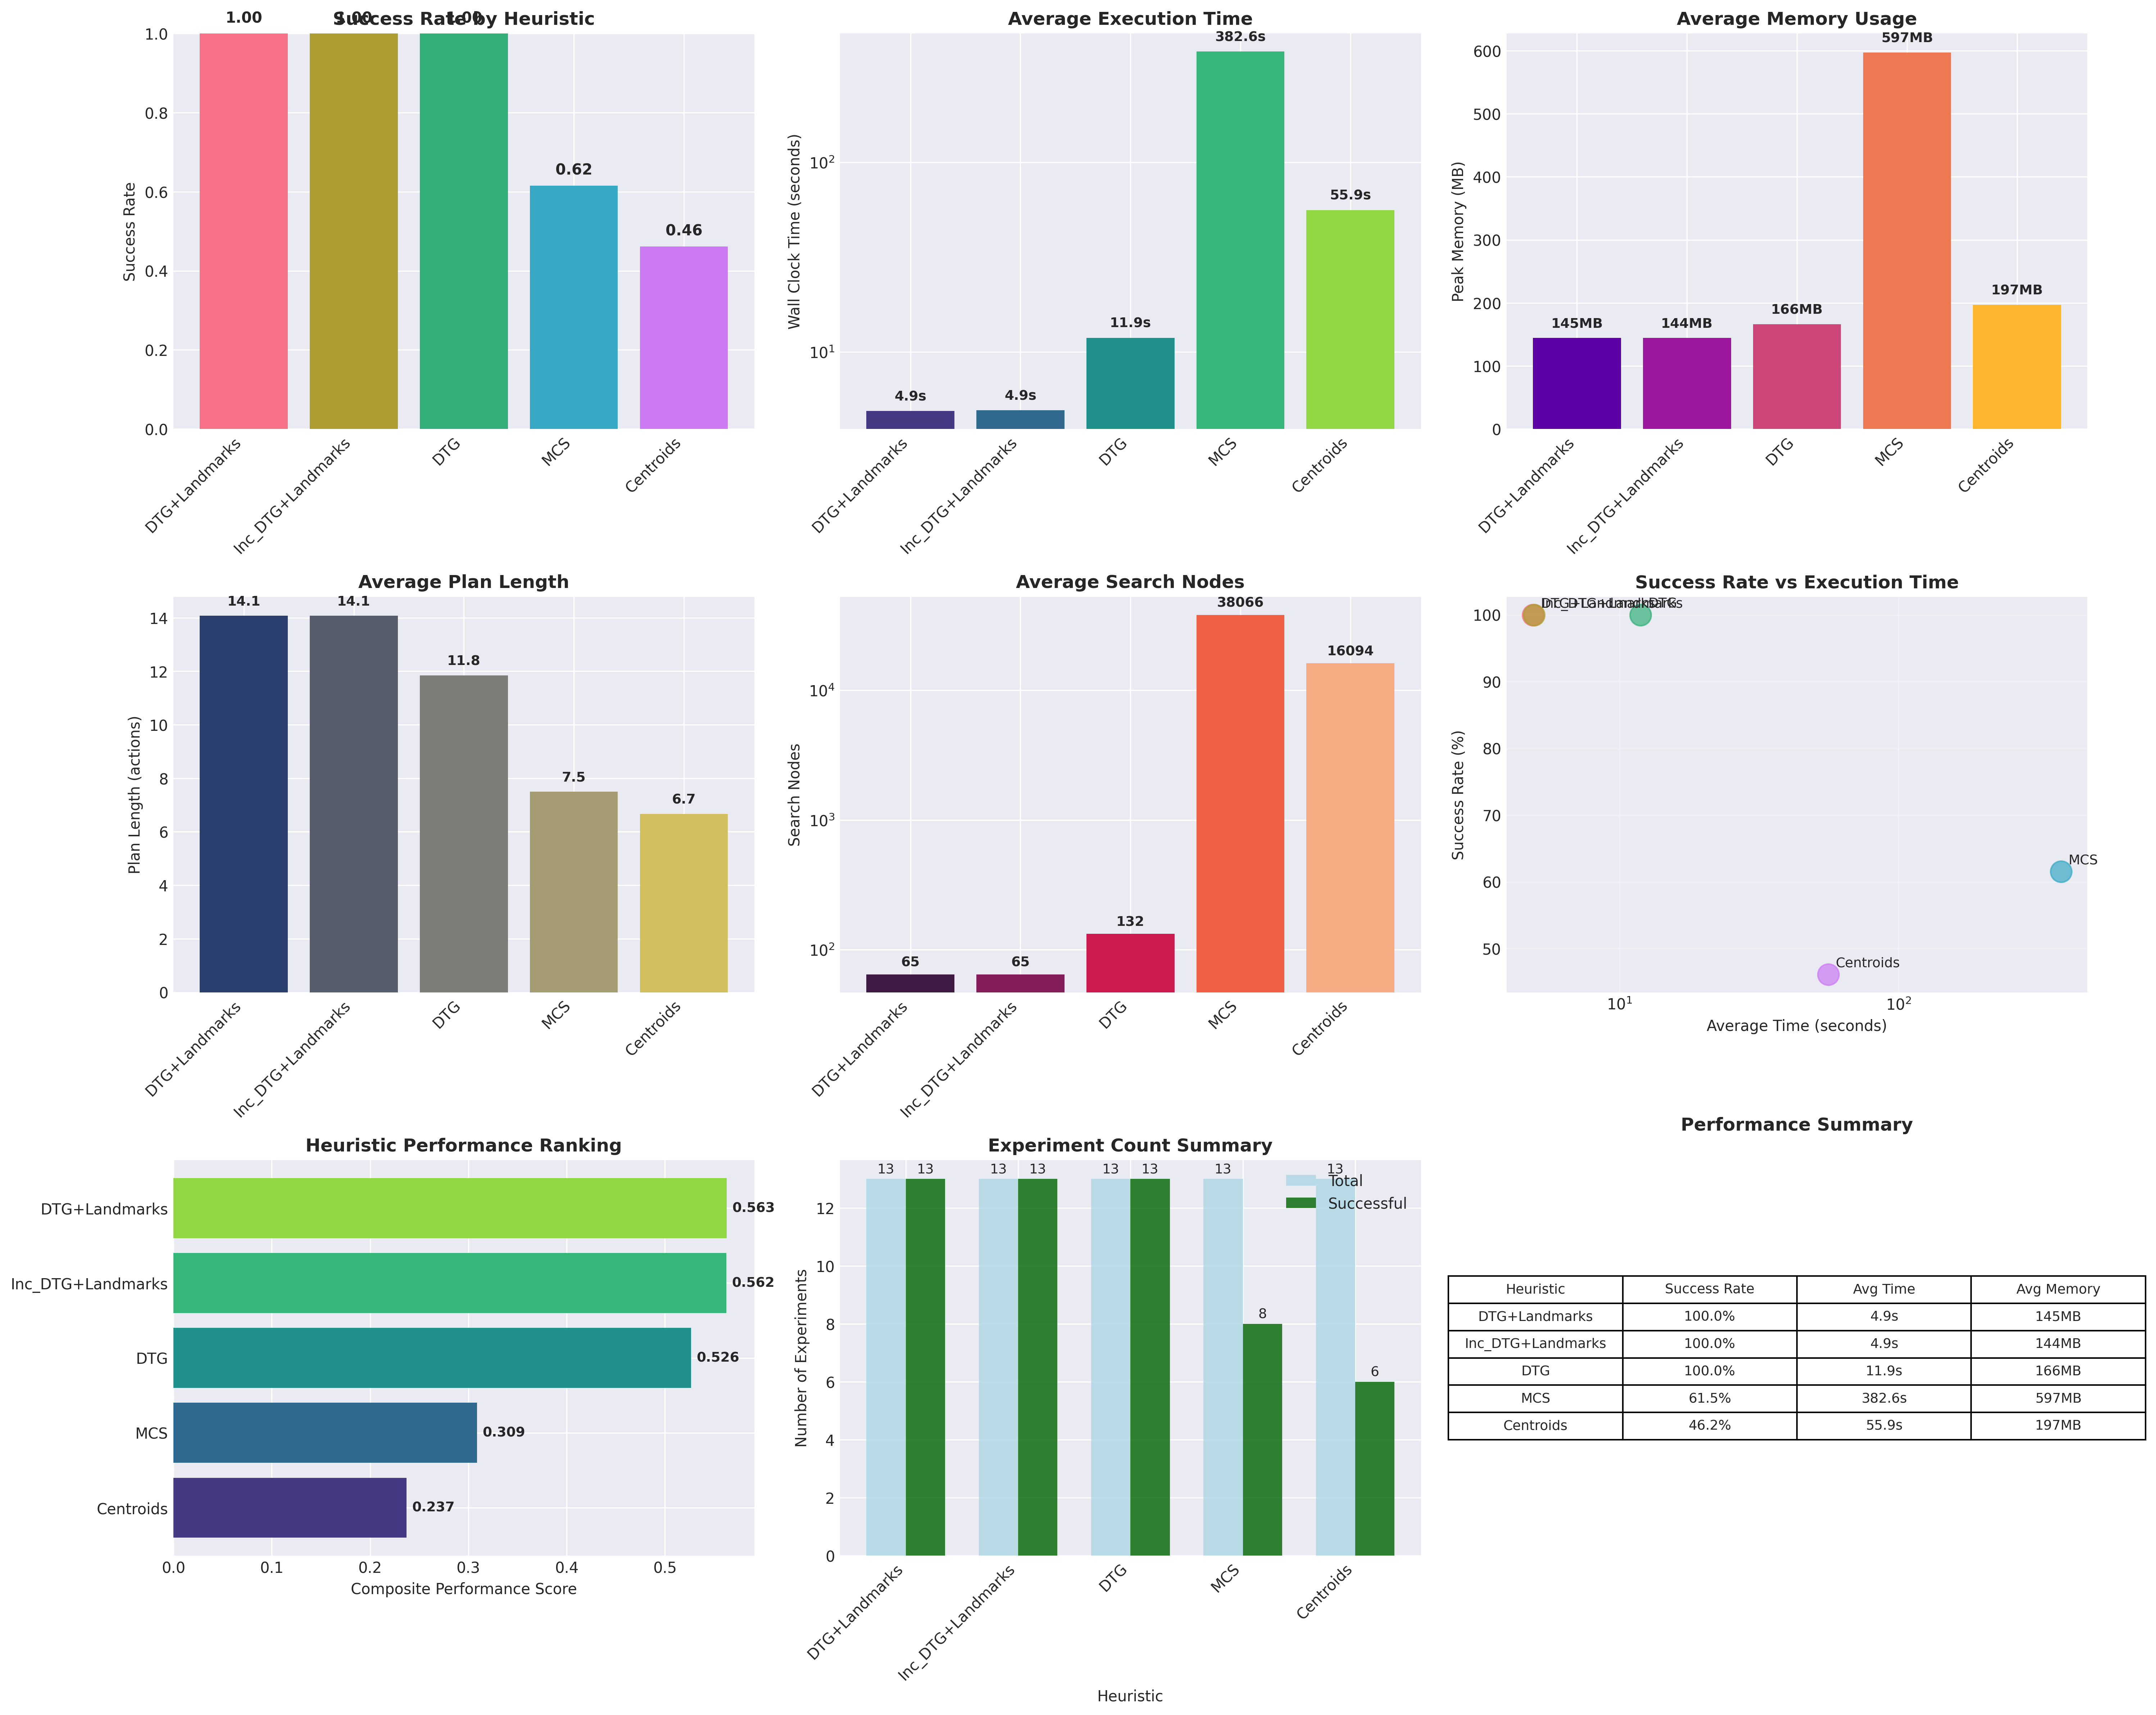 Success Rate by Heuristic
1.00
1.00
1.00
0.62
0.46
Success Rate
1.0
0.8
0.6
0.4
0.2
0.0
DTG+Landmarks
Inc_DTG+Landmarks
DTG
MCS
Centroids
Average Execution Time
382.6s
55.9s
11.9s
4.9s
4.9s
Wall Clock Time (seconds)
10²
10¹
DTG+Landmarks
Inc_DTG+Landmarks
DTG
MCS
Centroids
Average Memory Usage
597MB
197MB
166MB
145MB
144MB
Peak Memory (MB)
600
500
400
300
200
100
0
DTG+Landmarks
Inc_DTG+Landmarks
DTG
MCS
Centroids
Average Plan Length
14.1
14.1
11.8
7.5
6.7
Plan Length (actions)
14
12
10
8
6
4
2
0
DTG+Landmarks
Inc_DTG+Landmarks
DTG
MCS
Centroids
Average Search Nodes
38066
16094
132
65
65
Search Nodes
10⁴
10³
10²
DTG+Landmarks
Inc_DTG+Landmarks
DTG
MCS
Centroids
Success Rate vs Execution Time
DTG+Landmarks
Inc_DTG+Landmarks
DTG
MCS
Centroids
Success Rate (%)
100
90
80
70
60
50
10¹
10²
Average Time (seconds)
Heuristic Performance Ranking
DTG+Landmarks
0.563
Inc_DTG+Landmarks
0.562
DTG
0.526
MCS
0.309
Centroids
0.237
0.0 0.1 0.2 0.3 0.4 0.5
Composite Performance Score
Experiment Count Summary
13 13 13 13 13 13 13 13
8
6
Total
Successful
Number of Experiments
12
10
8
6
4
2
0
DTG+Landmarks
Inc_DTG+Landmarks
DTG
MCS
Centroids
Heuristic
Performance Summary
Heuristic Success Rate Avg Time Avg Memory
DTG+Landmarks 100.0% 4.9s 145MB
Inc_DTG+Landmarks 100.0% 4.9s 144MB
DTG 100.0% 11.9s 166MB
MCS 61.5% 382.6s 597MB
Centroids 46.2% 55.9s 197MB